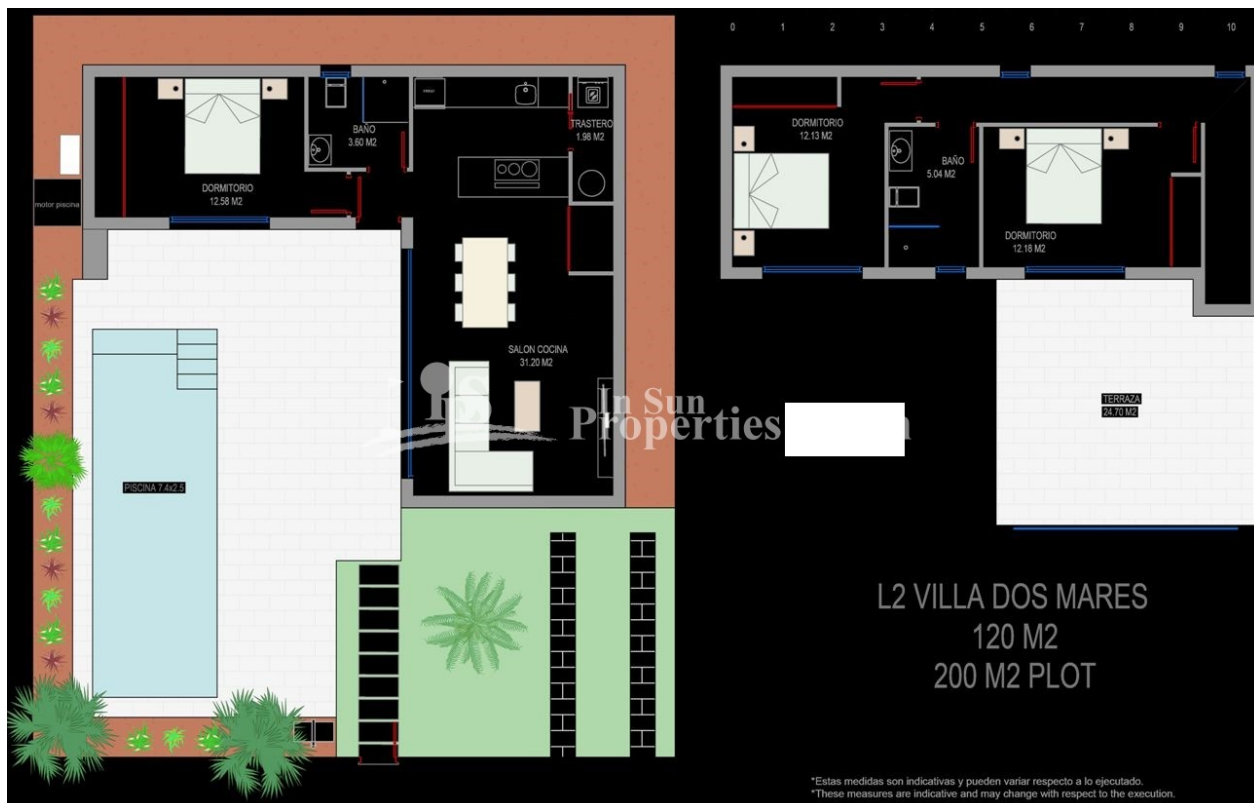 0 1 2 3 4 5 6 7 8 9 10
DORMITORIO
12.58 M2
BAÑO
3.60 M2
TRASTERO
1.98 M2
motor piscina
SALON COCINA
31.20 M2
PISCINA 7.4x2.5
DORMITORIO
12.13 M2
BAÑO
5.04 M2
DORMITORIO
12.18 M2
TERRAZA
24.70 M2
In Sun
Properties
L2 VILLA DOS MARES
120 M2
200 M2 PLOT
*Estas medidas son indicativas y pueden variar respecto a lo ejecutado.
*These measures are indicative and may change with respect to the execution.